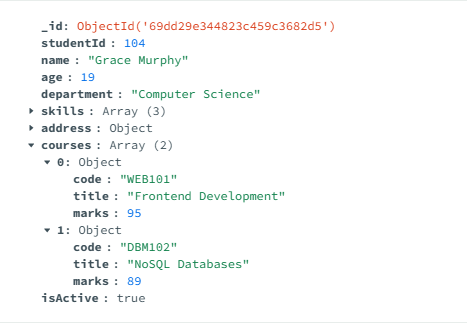 _id: ObjectId('69dd29e344823c459c3682d5')
studentId : 104
name : "Grace Murphy"
age : 19
department : "Computer Science"
skills : Array (3)
address : Object
courses : Array (2)
0: Object
code : "WEB101"
title : "Frontend Development"
marks : 95
1: Object
code : "DBM102"
title : "NoSQL Databases"
marks : 89
isActive : true